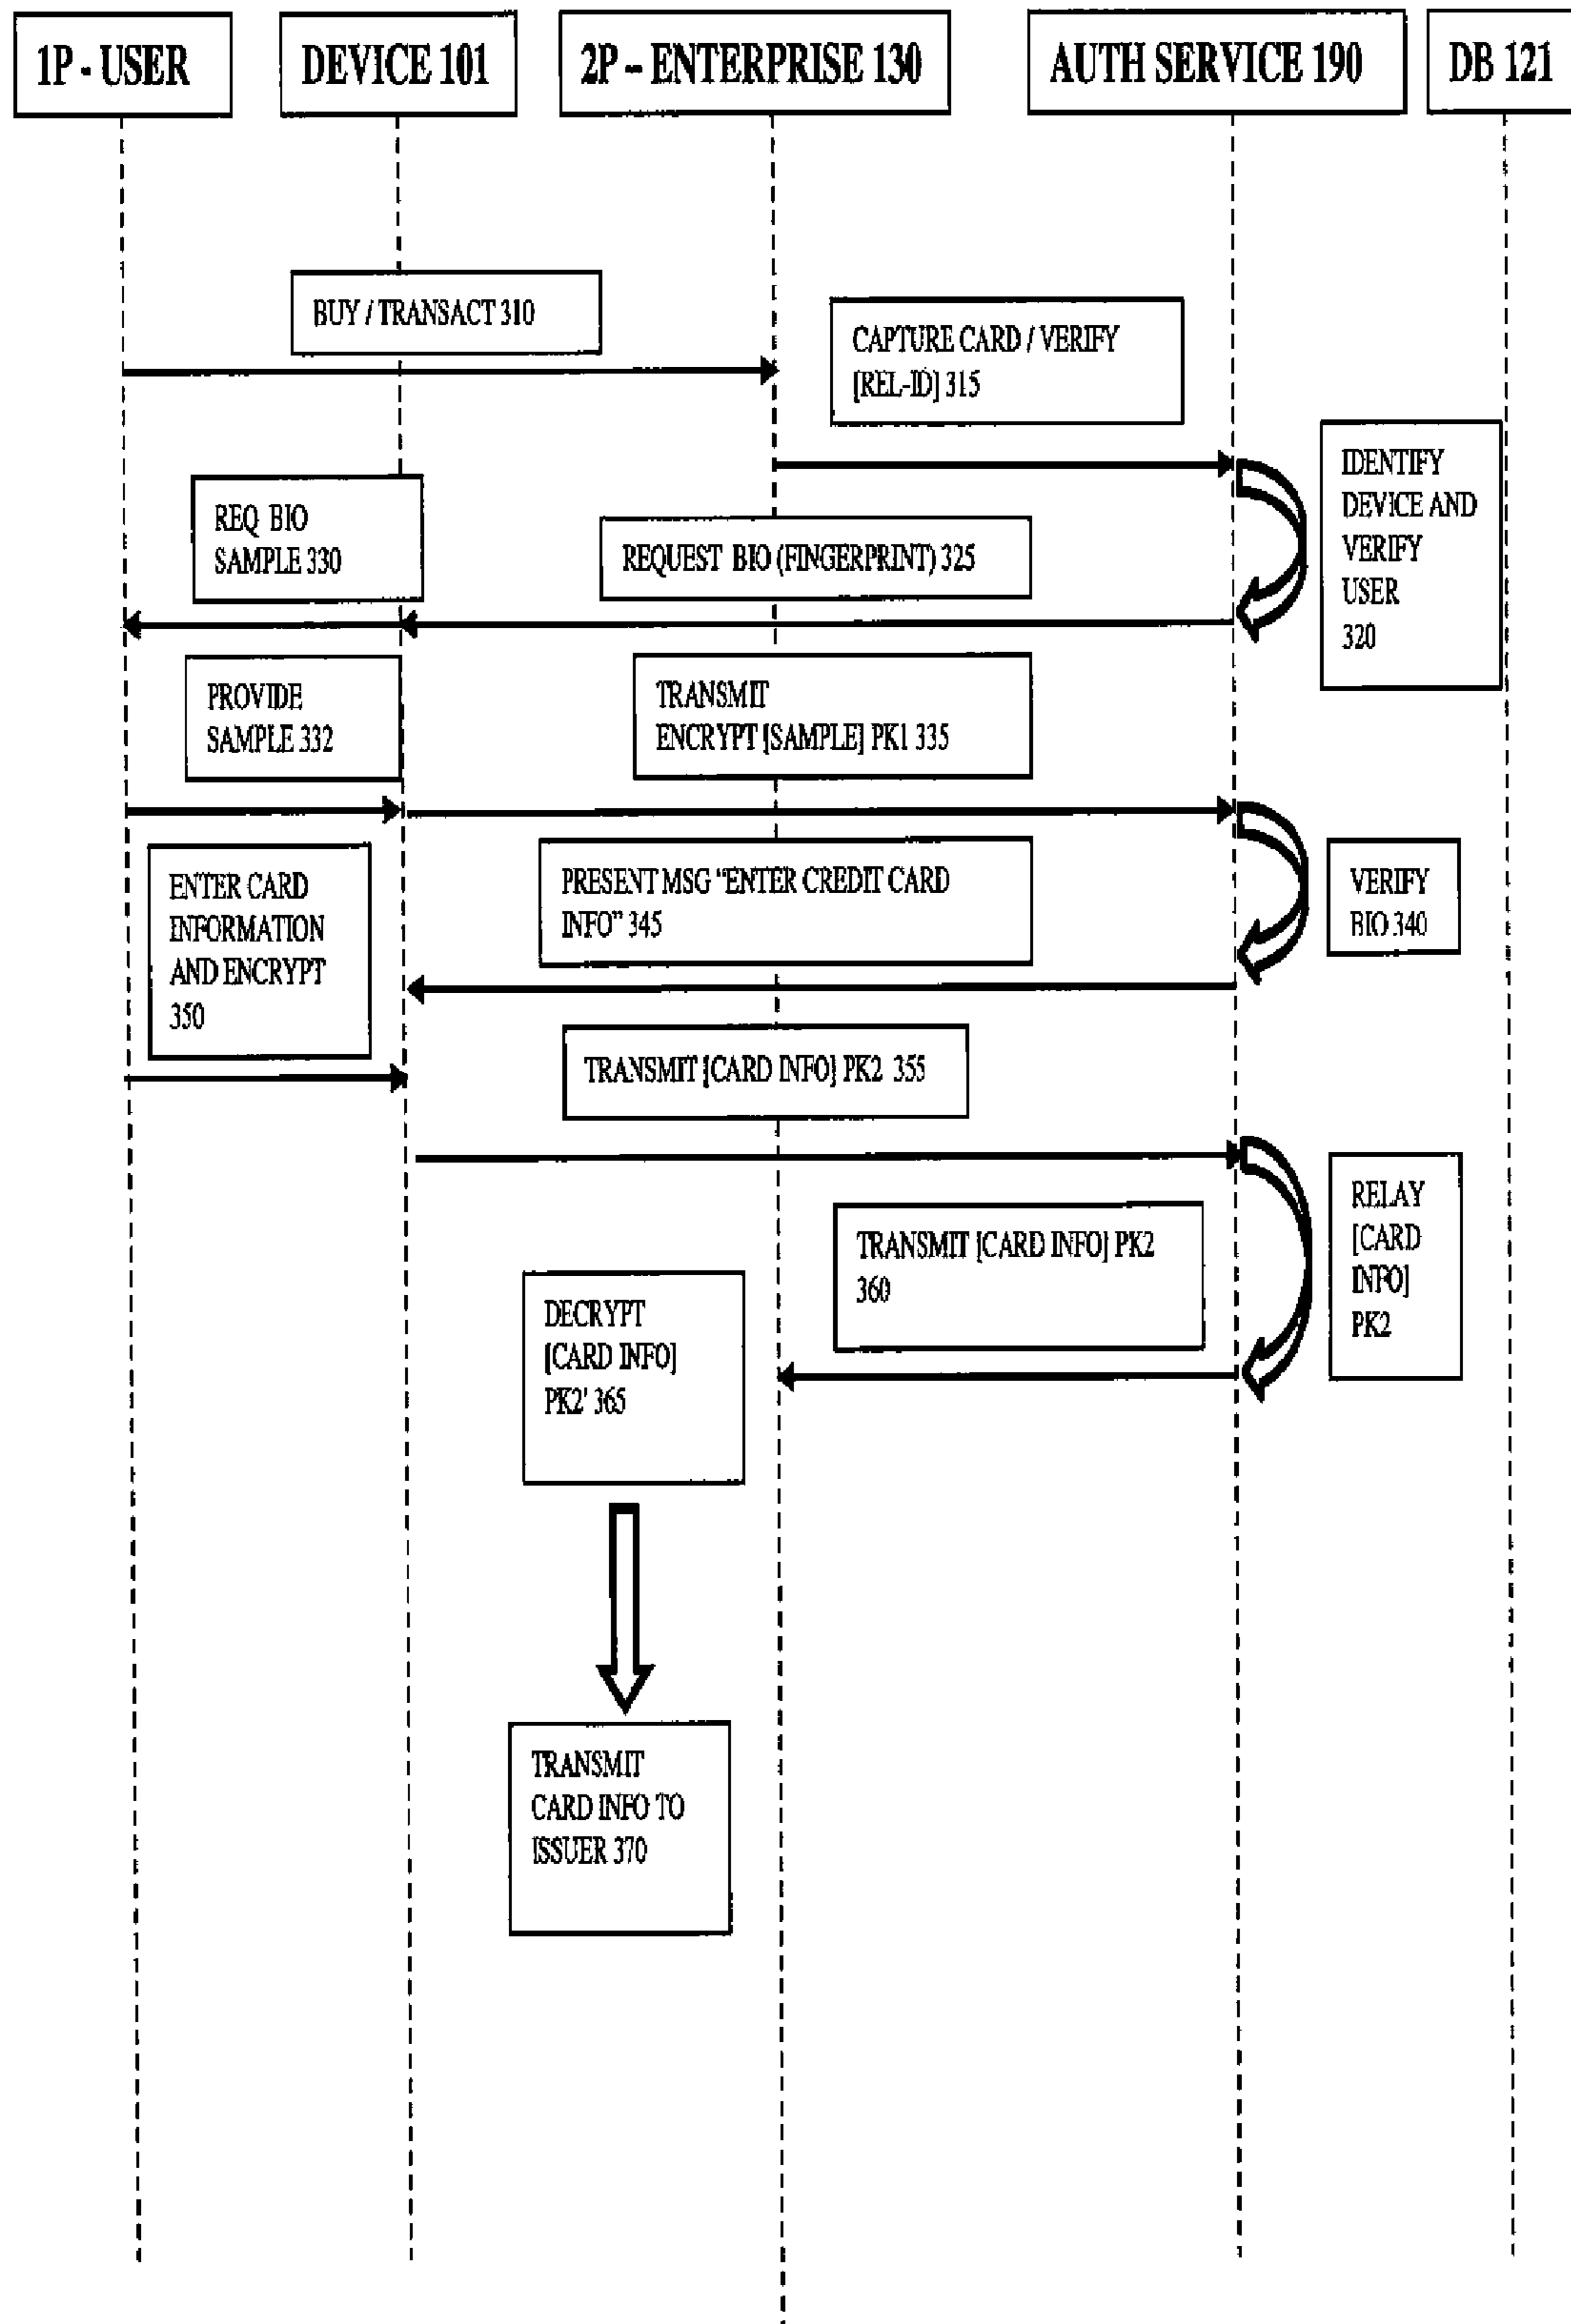 1P - USER
DEVICE 101
2P – ENTERPRISE 130
AUTH SERVICE 190
DB 121
BUY / TRANSACT 310
CAPTURE CARD / VERIFY
[REL-ID] 315
IDENTIFY
DEVICE AND
VERIFY
USER
320
REQ BIO
SAMPLE 330
REQUEST BIO (FINGERPRINT) 325
PROVIDE
SAMPLE 332
TRANSMIT
ENCRYPT [SAMPLE] PK1 335
ENTER CARD
INFORMATION
AND ENCRYPT
350
PRESENT MSG “ENTER CREDIT CARD
INFO” 345
VERIFY
BIO 340
TRANSMIT [CARD INFO] PK2 355
RELAY
[CARD
INFO]
PK2
TRANSMIT [CARD INFO] PK2
360
DECRYPT
[CARD INFO]
PK2' 365
TRANSMIT
CARD INFO TO
ISSUER 370